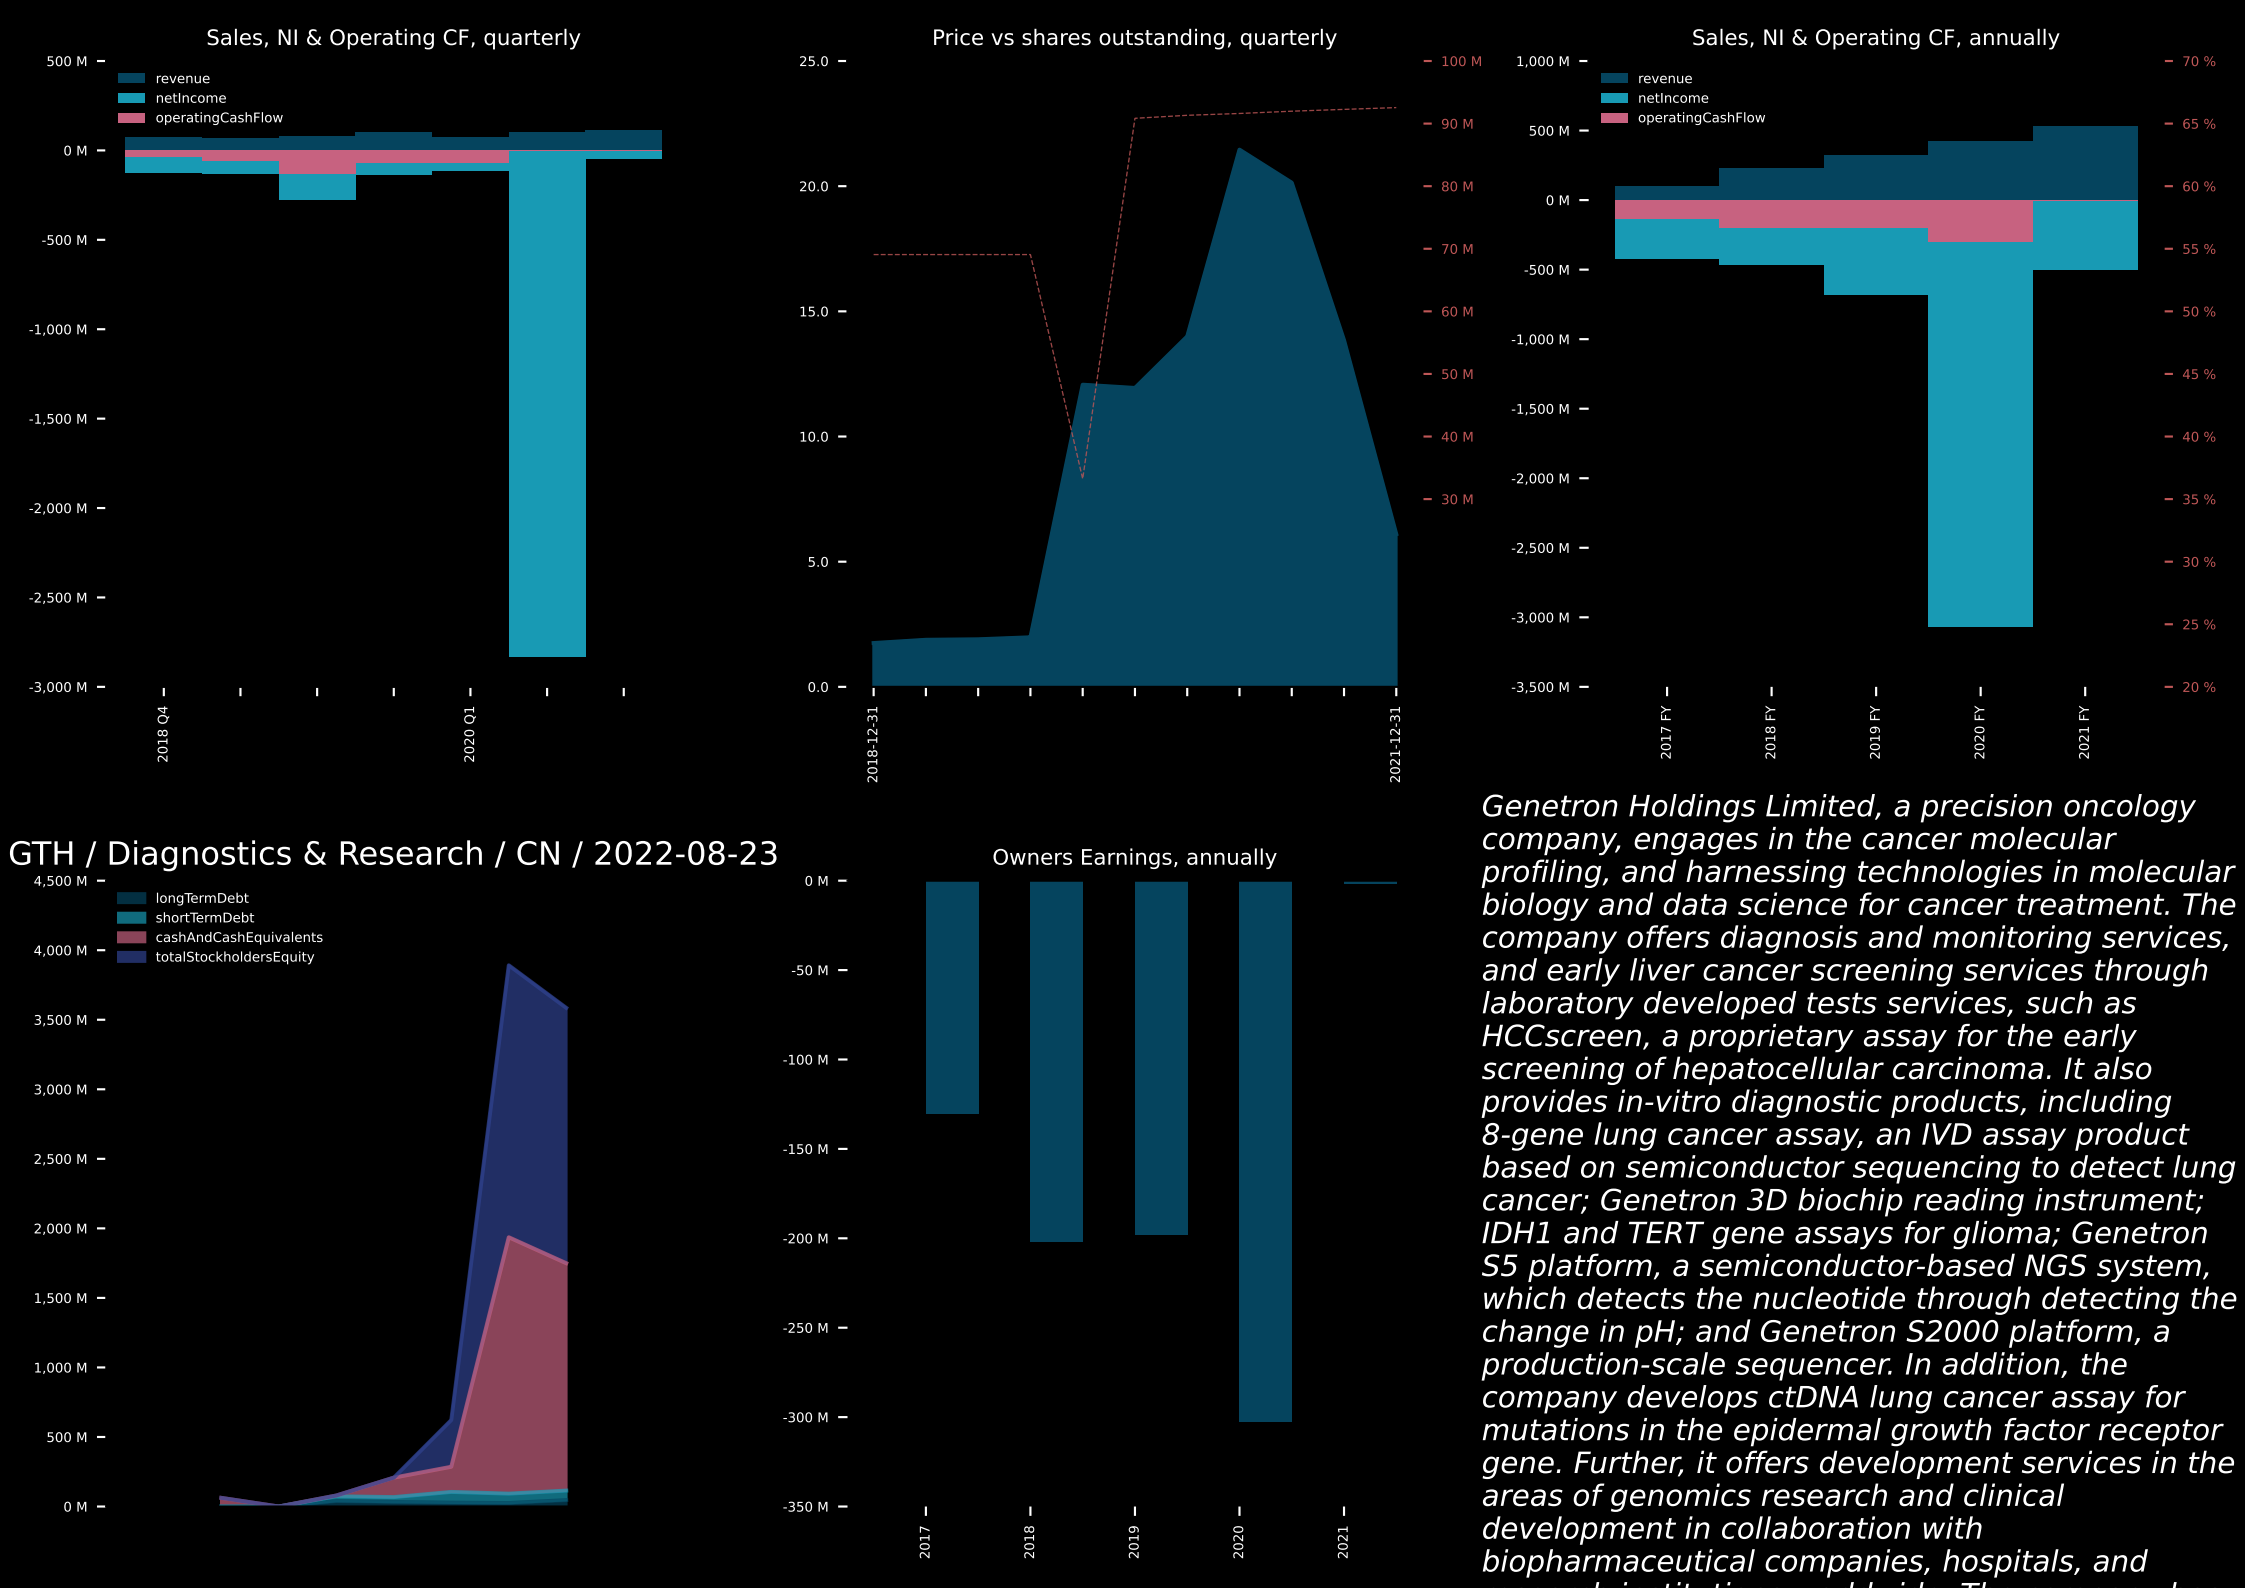 Sales, NI & Operating CF, quarterly
500 M
0 M
-500 M
-1,000 M
-1,500 M
-2,000 M
-2,500 M
-3,000 M
revenue
netIncome
operatingCashFlow
2018 Q4
2020 Q1
Price vs shares outstanding, quarterly
25.0
20.0
15.0
10.0
5.0
0.0
100 M
90 M
80 M
70 M
60 M
50 M
40 M
30 M
2018-12-31
2021-12-31
Sales, NI & Operating CF, annually
1,000 M
500 M
0 M
-500 M
-1,000 M
-1,500 M
-2,000 M
-2,500 M
-3,000 M
-3,500 M
revenue
netIncome
operatingCashFlow
70 %
65 %
60 %
55 %
50 %
45 %
40 %
35 %
30 %
25 %
20 %
2017 FY
2018 FY
2019 FY
2020 FY
2021 FY
GTH / Diagnostics & Research / CN / 2022-08-23
4,500 M
4,000 M
3,500 M
3,000 M
2,500 M
2,000 M
1,500 M
1,000 M
500 M
0 M
longTermDebt
shortTermDebt
cashAndCashEquivalents
totalStockholdersEquity
Owners Earnings, annually
0 M
-50 M
-100 M
-150 M
-200 M
-250 M
-300 M
-350 M
2017
2018
2019
2020
2021
Genetron Holdings Limited, a precision oncology
company, engages in the cancer molecular
profiling, and harnessing technologies in molecular
biology and data science for cancer treatment. The
company offers diagnosis and monitoring services,
and early liver cancer screening services through
laboratory developed tests services, such as
HCCscreen, a proprietary assay for the early
screening of hepatocellular carcinoma. It also
provides in-vitro diagnostic products, including
8-gene lung cancer assay, an IVD assay product
based on semiconductor sequencing to detect lung
cancer; Genetron 3D biochip reading instrument;
IDH1 and TERT gene assays for glioma; Genetron
S5 platform, a semiconductor-based NGS system,
which detects the nucleotide through detecting the
change in pH; and Genetron S2000 platform, a
production-scale sequencer. In addition, the
company develops ctDNA lung cancer assay for
mutations in the epidermal growth factor receptor
gene. Further, it offers development services in the
areas of genomics research and clinical
development in collaboration with
biopharmaceutical companies, hospitals, and